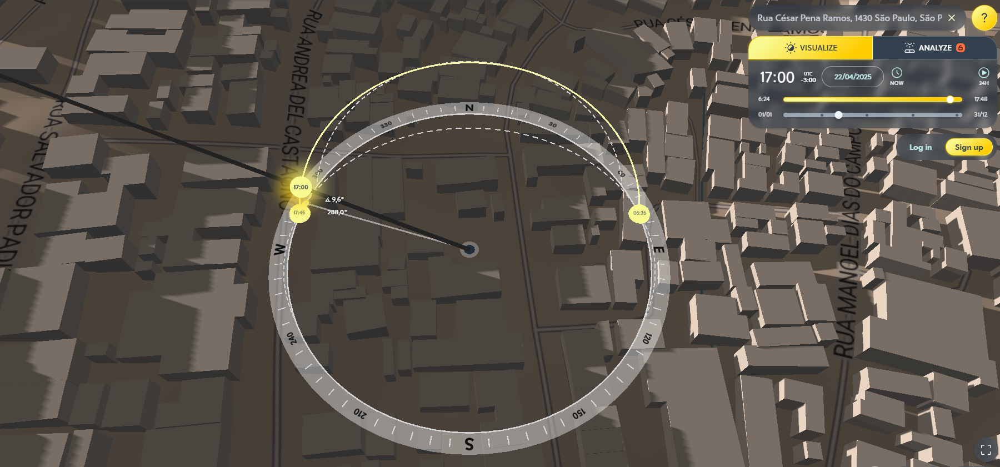 Rua César Pena Ramos, 1430 São Paulo, São P
?
VISUALIZE
ANALYZE
17:00
UTC
-3:00
22/04/2025
NOW
24H
6:24
17:48
01/01
31/12
Log in
Sign up
RUA ANDREA DEL CASTAGNO
RUA SALVADOR PADI
RUA MANOEL DIAS DO CAMPO
N
330
30
300
60
17:00
17:45
06:26
9,6°
288,0°
W
E
240
120
210
150
S